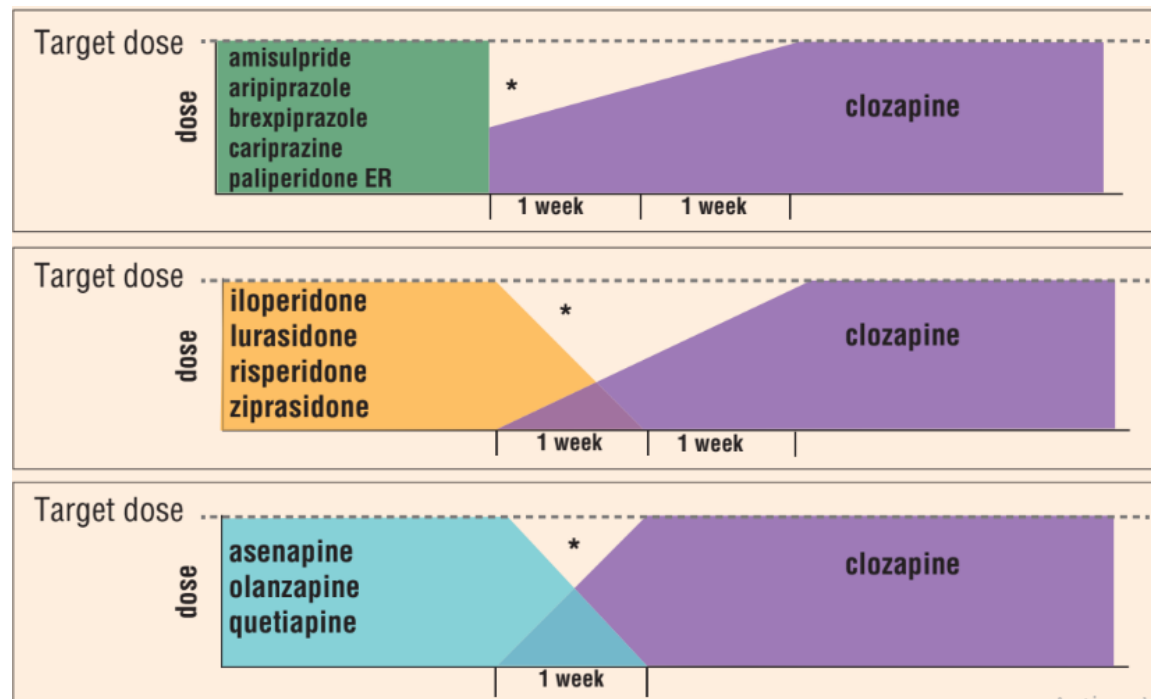 Target dose
amisulpride
aripiprazole
brexpiprazole
cariprazine
paliperidone ER
dose
*
clozapine
1 week
1 week
Target dose
iloperidone
lurasidone
risperidone
ziprasidone
dose
*
clozapine
1 week
1 week
Target dose
asenapine
olanzapine
quetiapine
dose
*
clozapine
1 week